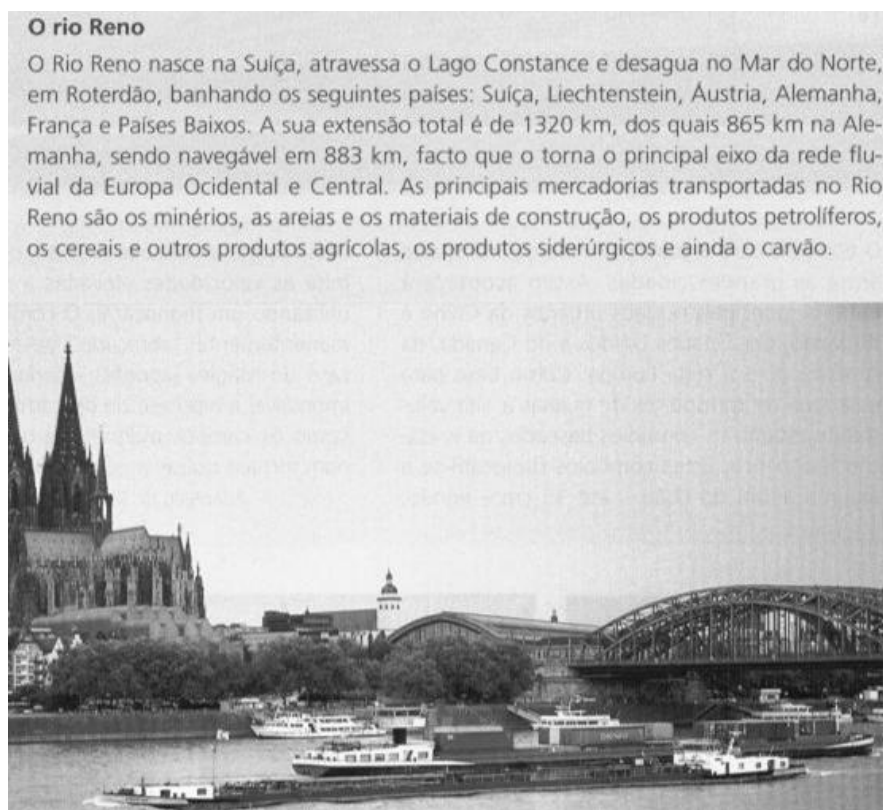 O rio Reno
O Rio Reno nasce na Suíça, atravessa o Lago Constance e desagua no Mar do Norte,
em Roterdão, banhando os seguintes países: Suíça, Liechtenstein, Áustria, Alemanha,
França e Países Baixos. A sua extensão total é de 1320 km, dos quais 865 km na Ale-
manha, sendo navegável em 883 km, facto que o torna o principal eixo da rede flu-
vial da Europa Ocidental e Central. As principais mercadorias transportadas no Rio
Reno são os minérios, as areias e os materiais de construção, os produtos petrolíferos,
os cereais e outros produtos agrícolas, os produtos siderúrgicos e ainda o carvão.